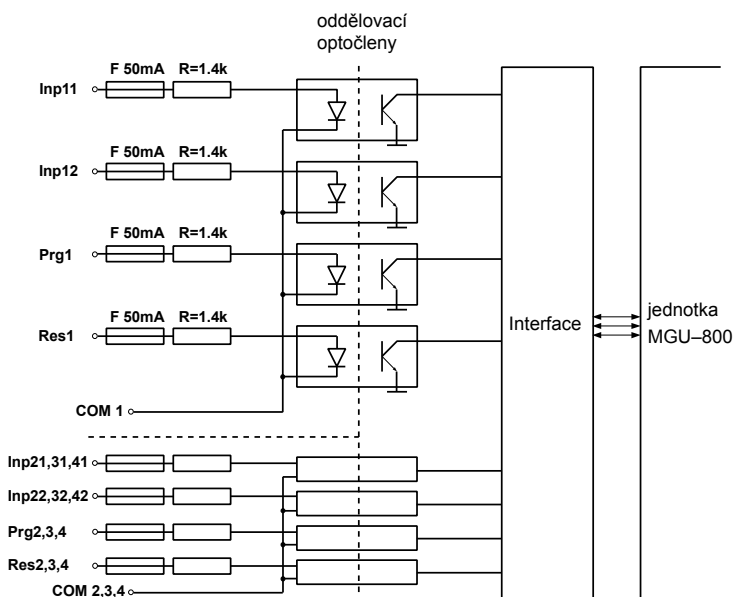 oddělovací
optočleny
F 50mA R=1.4k
Inp11
F 50mA R=1.4k
Inp12
F 50mA R=1.4k
Prg1
F 50mA R=1.4k
Res1
COM 1
Interface
jednotka
MGU–800
Inp21,31,41
Inp22,32,42
Prg2,3,4
Res2,3,4
COM 2,3,4